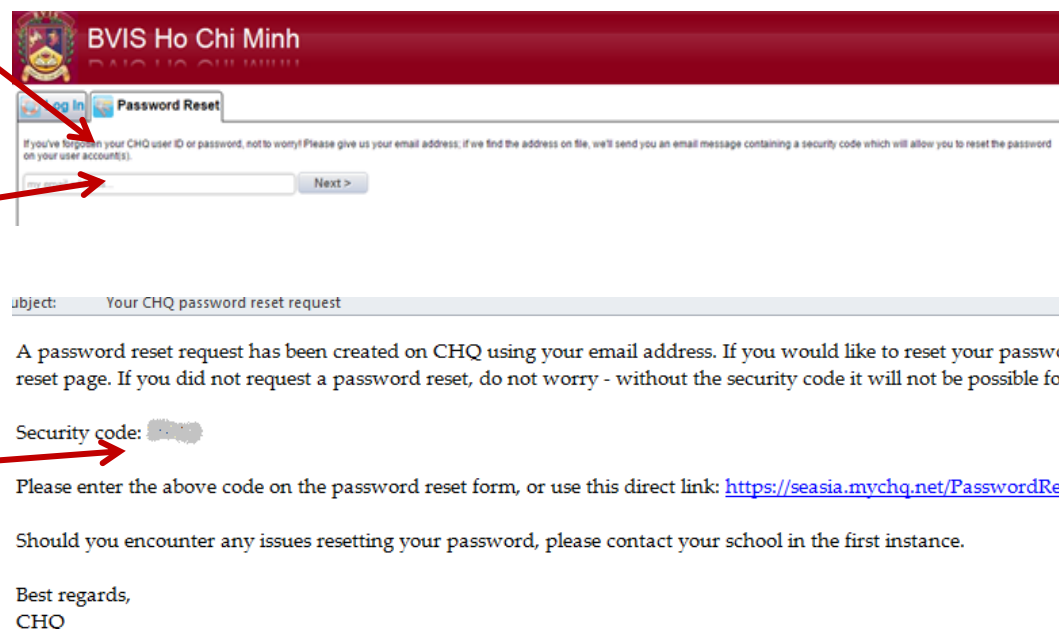 BVIS Ho Chi Minh
Log In Password Reset
If you've forgotten your CHQ user ID or password, not to worry! Please give us your email address; if we find the address on file, we'll send you an email message containing a security code which will allow you to reset the password
on your user account(s).
my email Next >
ubject: Your CHQ password reset request
A password reset request has been created on CHQ using your email address. If you would like to reset your passwo
reset page. If you did not request a password reset, do not worry - without the security code it will not be possible fo
Security code:
Please enter the above code on the password reset form, or use this direct link: https://seasia.mychq.net/PasswordRe
Should you encounter any issues resetting your password, please contact your school in the first instance.
Best regards,
CHQ